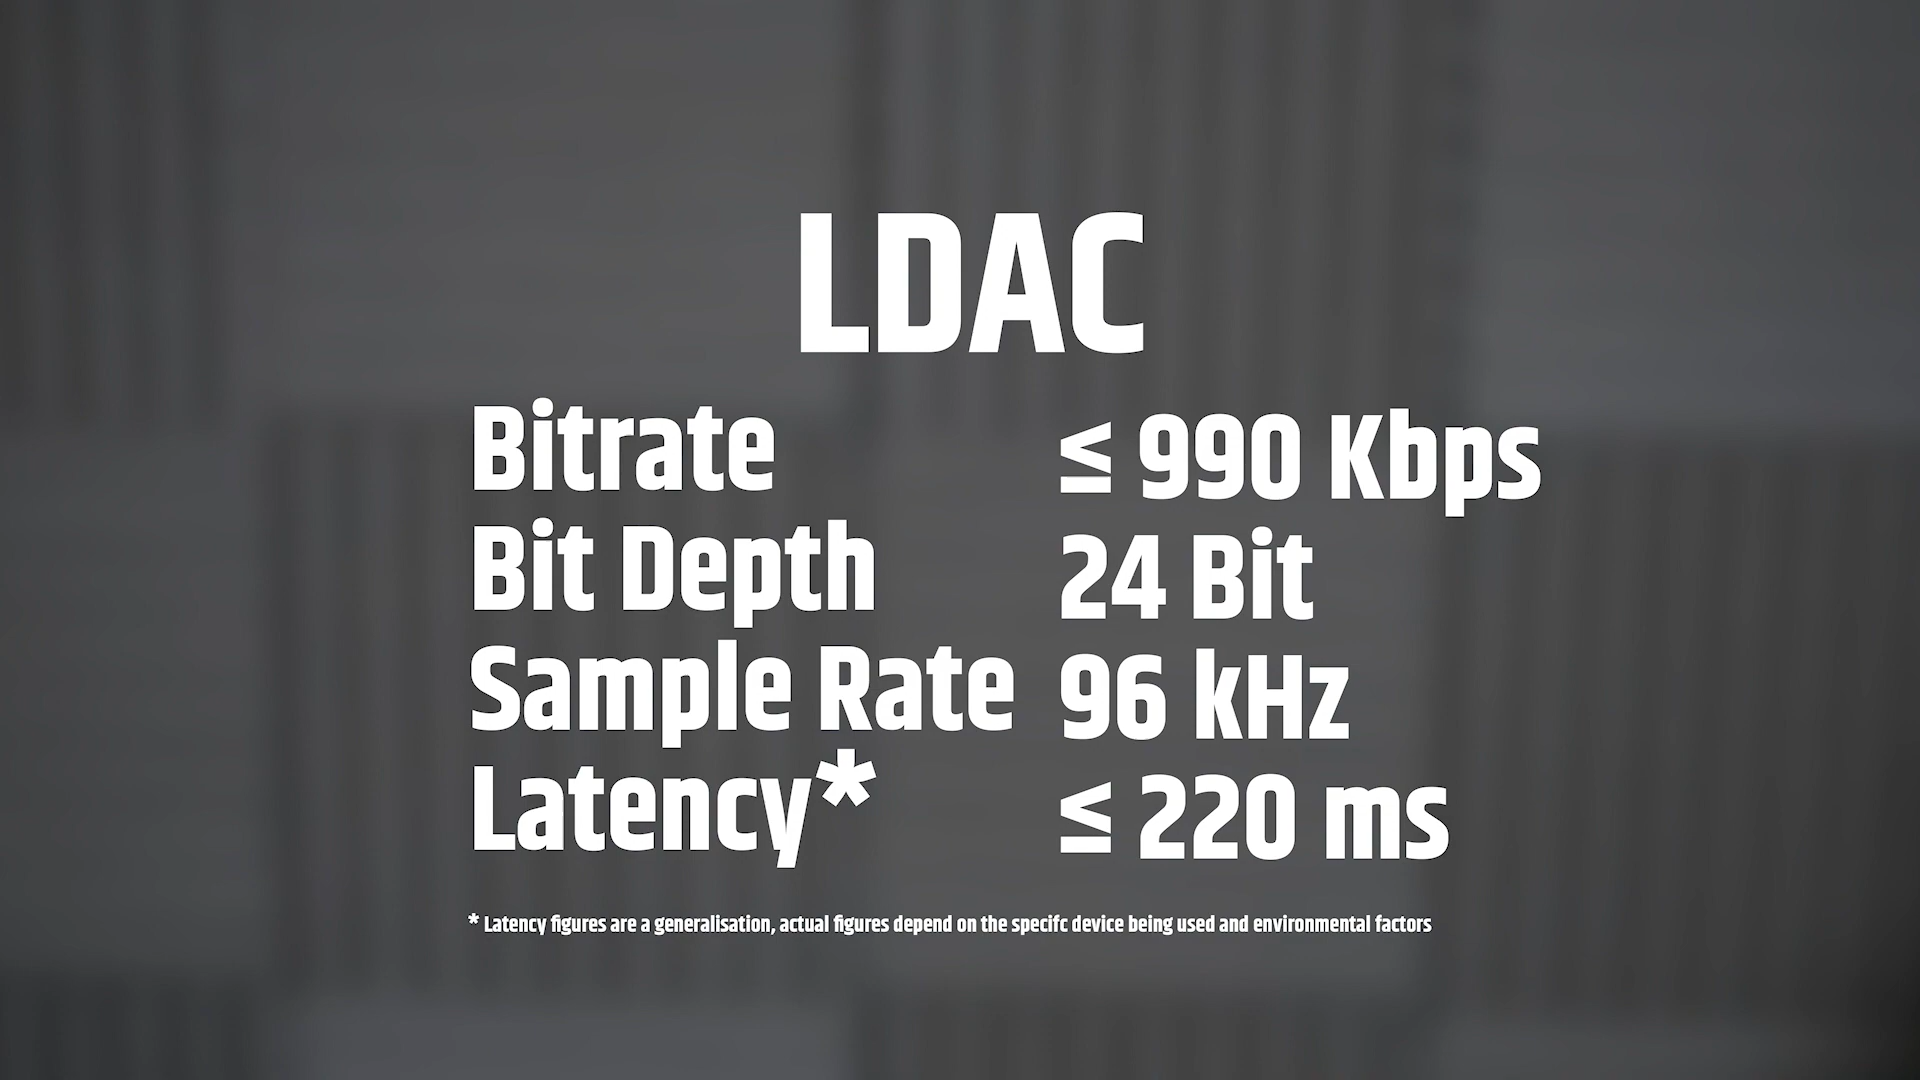 LDAC
Bitrate ≤ 990 Kbps
Bit Depth 24 Bit
Sample Rate 96 kHz
Latency* ≤ 220 ms
* Latency figures are a generalisation, actual figures depend on the specifc device being used and environmental factors